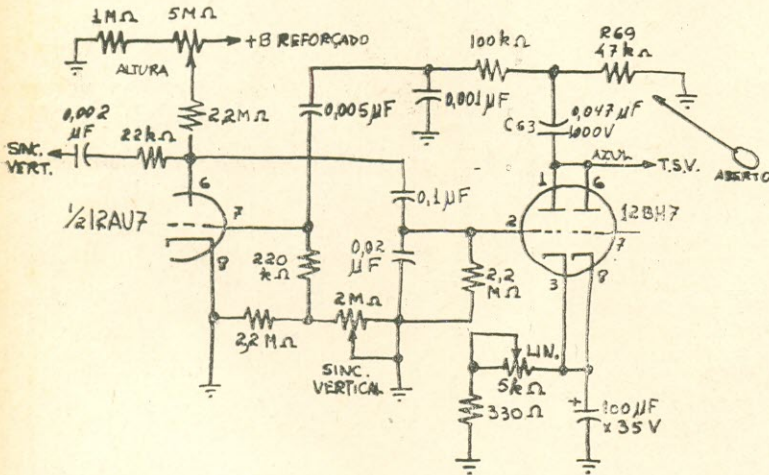 1MΩ
5MΩ
+B REFORÇADO
ALTURA
2,2MΩ
0,002
µF
22kΩ
SINC.
VERT.
6
½12AU7
7
8
0,005µF
0,001µF
100kΩ
R69
47kΩ
C63
0,047µF
1000V
ABERTO
AZUL
T.S.V.
1
6
12BH7
2
7
3
8
0,1µF
0,02
µF
220
kΩ
2,2
MΩ
2MΩ
2,2MΩ
SINC.
VERTICAL
LIN.
5kΩ
330Ω
+
100µF
x 35V